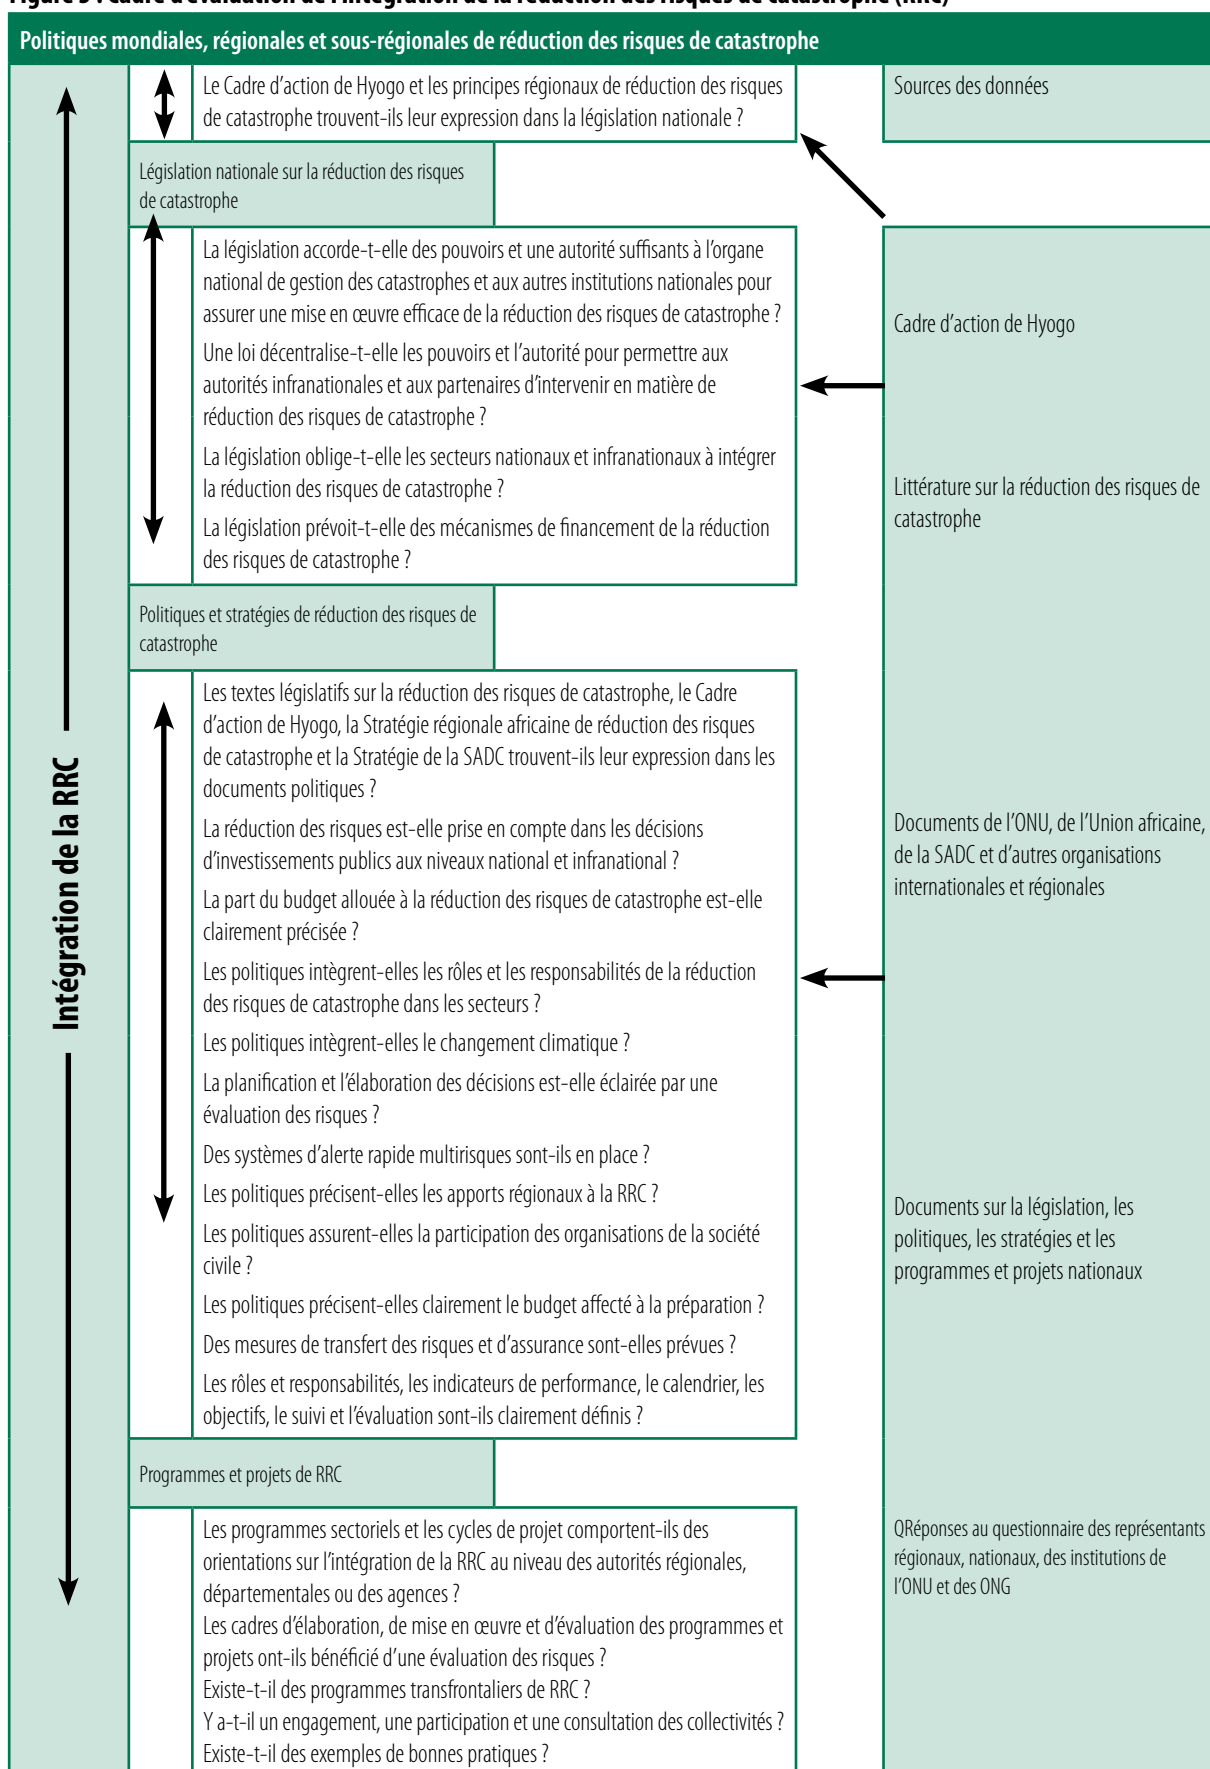 Politiques mondiales, régionales et sous-régionales de réduction des risques de catastrophe
Intégration de la RRC
Le Cadre d’action de Hyogo et les principes régionaux de réduction des risques
de catastrophe trouvent-ils leur expression dans la législation nationale ?
Législation nationale sur la réduction des risques
de catastrophe
La législation accorde-t-elle des pouvoirs et une autorité suffisants à l’organe
national de gestion des catastrophes et aux autres institutions nationales pour
assurer une mise en œuvre efficace de la réduction des risques de catastrophe ?
Une loi décentralise-t-elle les pouvoirs et l’autorité pour permettre aux
autorités infranationales et aux partenaires d’intervenir en matière de
réduction des risques de catastrophe ?
La législation oblige-t-elle les secteurs nationaux et infranationaux à intégrer
la réduction des risques de catastrophe ?
La législation prévoit-t-elle des mécanismes de financement de la réduction
des risques de catastrophe ?
Politiques et stratégies de réduction des risques de
catastrophe
Les textes législatifs sur la réduction des risques de catastrophe, le Cadre
d’action de Hyogo, la Stratégie régionale africaine de réduction des risques
de catastrophe et la Stratégie de la SADC trouvent-ils leur expression dans les
documents politiques ?
La réduction des risques est-elle prise en compte dans les décisions
d’investissements publics aux niveaux national et infranational ?
La part du budget allouée à la réduction des risques de catastrophe est-elle
clairement précisée ?
Les politiques intègrent-elles les rôles et les responsabilités de la réduction
des risques de catastrophe dans les secteurs ?
Les politiques intègrent-elles le changement climatique ?
La planification et l’élaboration des décisions est-elle éclairée par une
évaluation des risques ?
Des systèmes d’alerte rapide multirisques sont-ils en place ?
Les politiques précisent-elles les apports régionaux à la RRC ?
Les politiques assurent-elles la participation des organisations de la société
civile ?
Les politiques précisent-elles clairement le budget affecté à la préparation ?
Des mesures de transfert des risques et d’assurance sont-elles prévues ?
Les rôles et responsabilités, les indicateurs de performance, le calendrier, les
objectifs, le suivi et l’évaluation sont-ils clairement définis ?
Programmes et projets de RRC
Les programmes sectoriels et les cycles de projet comportent-ils des
orientations sur l’intégration de la RRC au niveau des autorités régionales,
départementales ou des agences ?
Les cadres d’élaboration, de mise en œuvre et d’évaluation des programmes et
projets ont-ils bénéficié d’une évaluation des risques ?
Existe-t-il des programmes transfrontaliers de RRC ?
Y a-t-il un engagement, une participation et une consultation des collectivités ?
Existe-t-il des exemples de bonnes pratiques ?
Sources des données
Cadre d’action de Hyogo
Littérature sur la réduction des risques de
catastrophe
Documents de l’ONU, de l’Union africaine,
de la SADC et d’autres organisations
internationales et régionales
Documents sur la législation, les
politiques, les stratégies et les
programmes et projets nationaux
QRéponses au questionnaire des représentants
régionaux, nationaux, des institutions de
l’ONU et des ONG